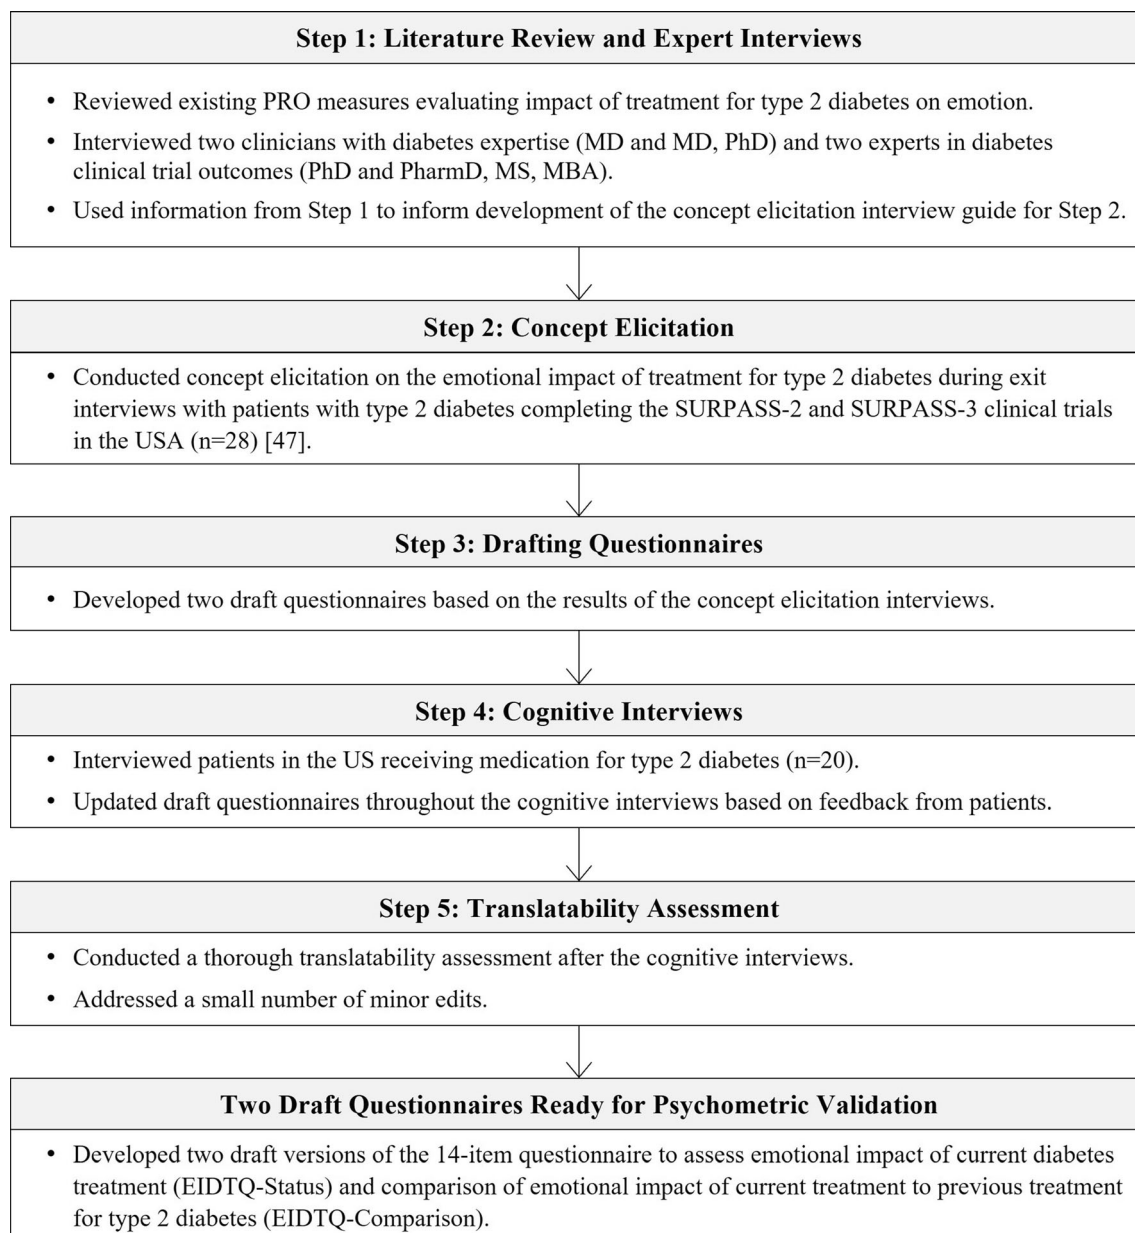 Step 1: Literature Review and Expert Interviews
• Reviewed existing PRO measures evaluating impact of treatment for type 2 diabetes on emotion.
• Interviewed two clinicians with diabetes expertise (MD and MD, PhD) and two experts in diabetes
clinical trial outcomes (PhD and PharmD, MS, MBA).
• Used information from Step 1 to inform development of the concept elicitation interview guide for Step 2.
Step 2: Concept Elicitation
• Conducted concept elicitation on the emotional impact of treatment for type 2 diabetes during exit
interviews with patients with type 2 diabetes completing the SURPASS-2 and SURPASS-3 clinical trials
in the USA (n=28) [47].
Step 3: Drafting Questionnaires
• Developed two draft questionnaires based on the results of the concept elicitation interviews.
Step 4: Cognitive Interviews
• Interviewed patients in the US receiving medication for type 2 diabetes (n=20).
• Updated draft questionnaires throughout the cognitive interviews based on feedback from patients.
Step 5: Translatability Assessment
• Conducted a thorough translatability assessment after the cognitive interviews.
• Addressed a small number of minor edits.
Two Draft Questionnaires Ready for Psychometric Validation
• Developed two draft versions of the 14-item questionnaire to assess emotional impact of current diabetes
treatment (EIDTQ-Status) and comparison of emotional impact of current treatment to previous treatment
for type 2 diabetes (EIDTQ-Comparison).